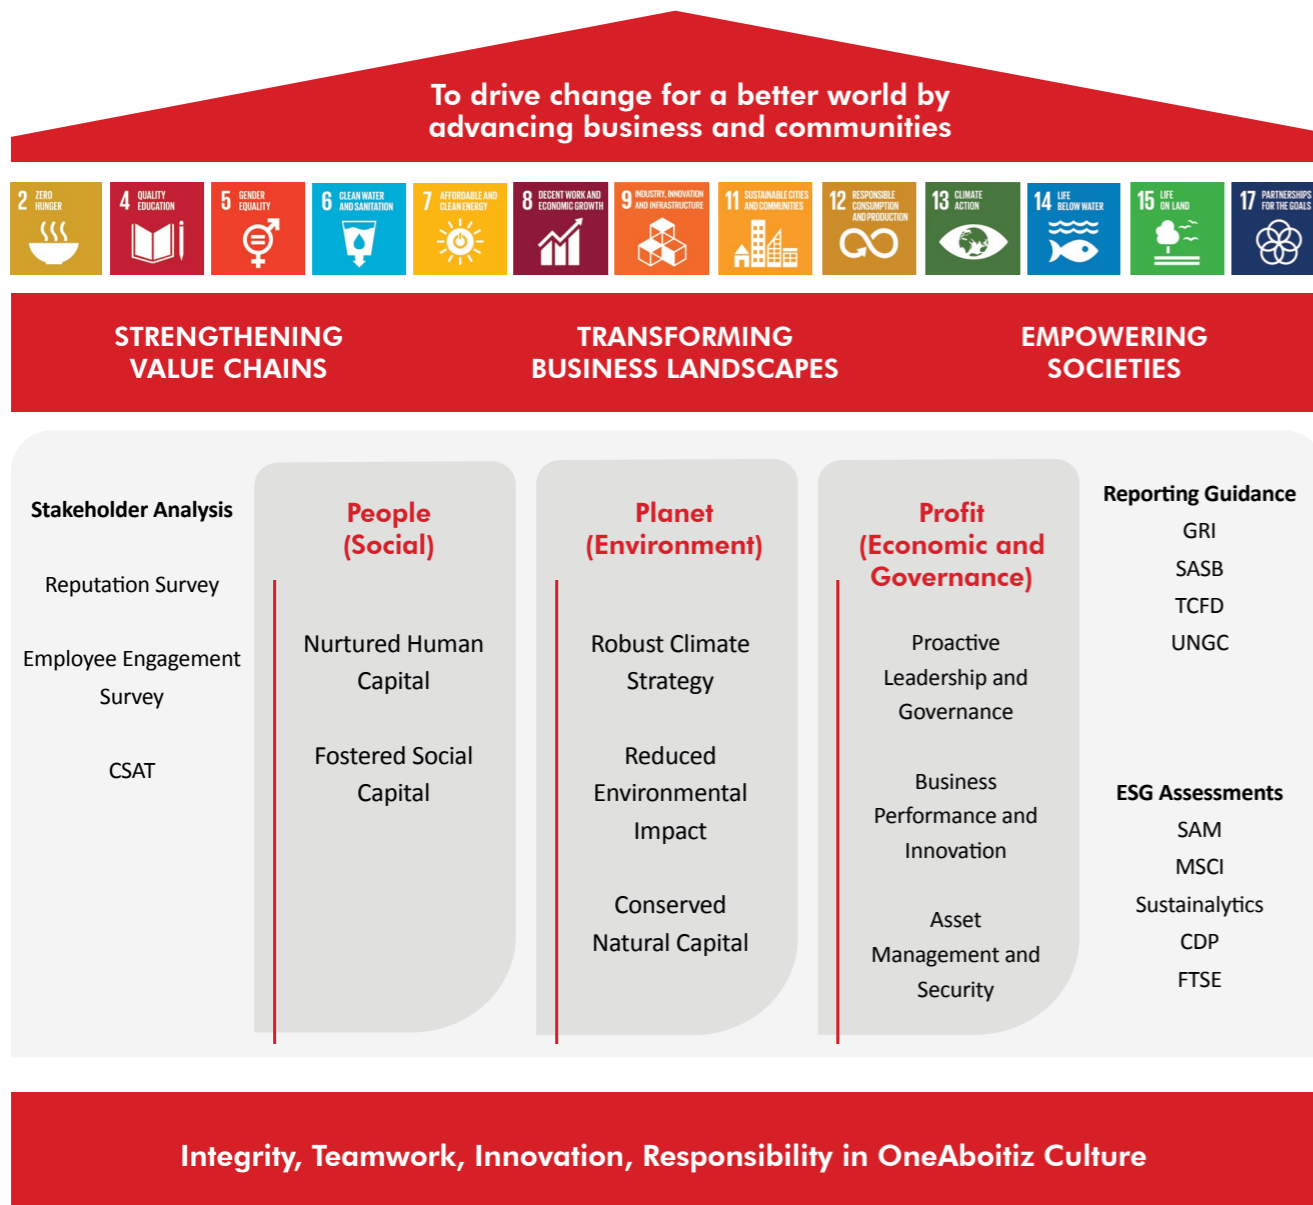 To drive change for a better world by
advancing business and communities
2 ZERO
HUNGER
4 QUALITY
EDUCATION
5 GENDER
EQUALITY
6 CLEAN WATER
AND SANITATION
7 AFFORDABLE AND
CLEAN ENERGY
8 DECENT WORK AND
ECONOMIC GROWTH
9 INDUSTRY, INNOVATION
AND INFRASTRUCTURE
11 SUSTAINABLE CITIES
AND COMMUNITIES
12 RESPONSIBLE
CONSUMPTION
AND PRODUCTION
13 CLIMATE
ACTION
14 LIFE
BELOW WATER
15 LIFE
ON LAND
17 PARTNERSHIPS
FOR THE GOALS
STRENGTHENING
VALUE CHAINS
TRANSFORMING
BUSINESS LANDSCAPES
EMPOWERING
SOCIETIES
Stakeholder Analysis
Reputation Survey
Employee Engagement
Survey
CSAT
People
(Social)
Nurtured Human
Capital
Fostered Social
Capital
Planet
(Environment)
Robust Climate
Strategy
Reduced
Environmental
Impact
Conserved
Natural Capital
Profit
(Economic and
Governance)
Proactive
Leadership and
Governance
Business
Performance and
Innovation
Asset
Management and
Security
Reporting Guidance
GRI
SASB
TCFD
UNGC
ESG Assessments
SAM
MSCI
Sustainalytics
CDP
FTSE
Integrity, Teamwork, Innovation, Responsibility in OneAboitiz Culture